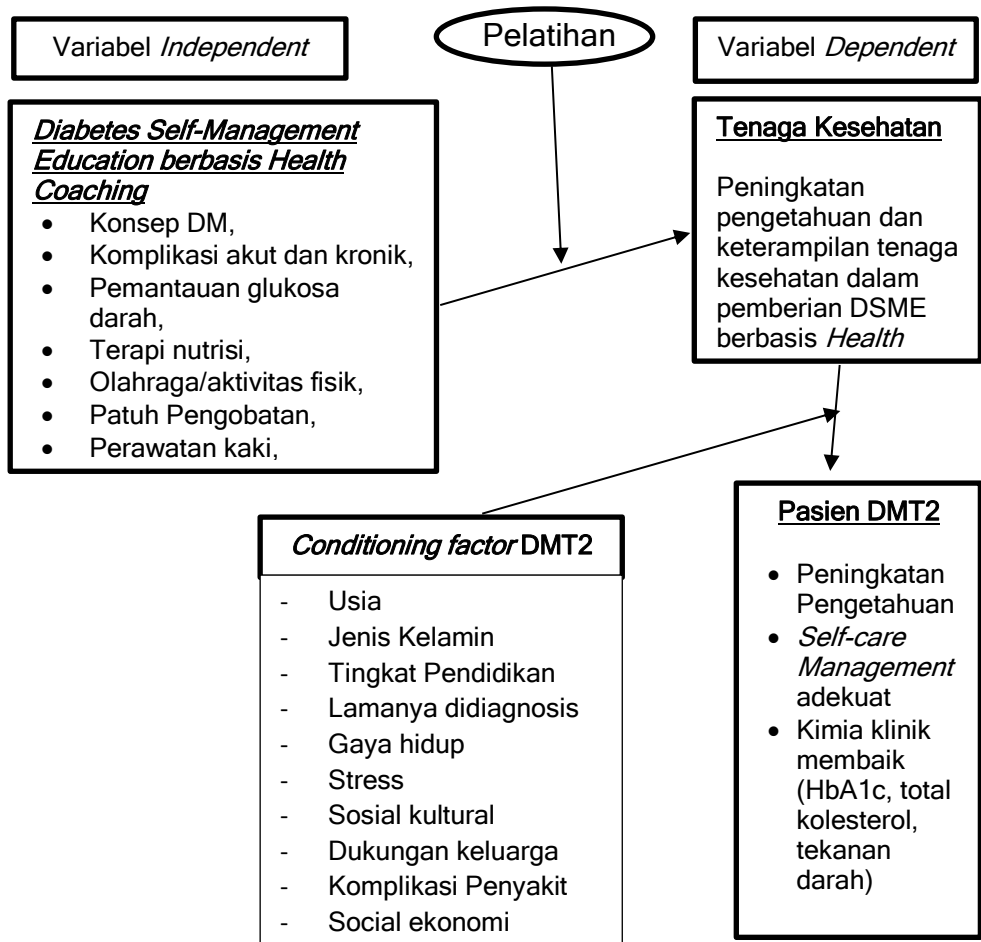 Variabel Independent
Pelatihan
Variabel Dependent
Diabetes Self-Management
Education berbasis Health
Coaching
• Konsep DM,
• Komplikasi akut dan kronik,
• Pemantauan glukosa
darah,
• Terapi nutrisi,
• Olahraga/aktivitas fisik,
• Patuh Pengobatan,
• Perawatan kaki,
Tenaga Kesehatan
Peningkatan
pengetahuan dan
keterampilan tenaga
kesehatan dalam
pemberian DSME
berbasis Health
Conditioning factor DMT2
- Usia
- Jenis Kelamin
- Tingkat Pendidikan
- Lamanya didiagnosis
- Gaya hidup
- Stress
- Sosial kultural
- Dukungan keluarga
- Komplikasi Penyakit
- Social ekonomi
Pasien DMT2
• Peningkatan
Pengetahuan
• Self-care
Management
adekuat
• Kimia klinik
membaik
(HbA1c, total
kolesterol,
tekanan
darah)